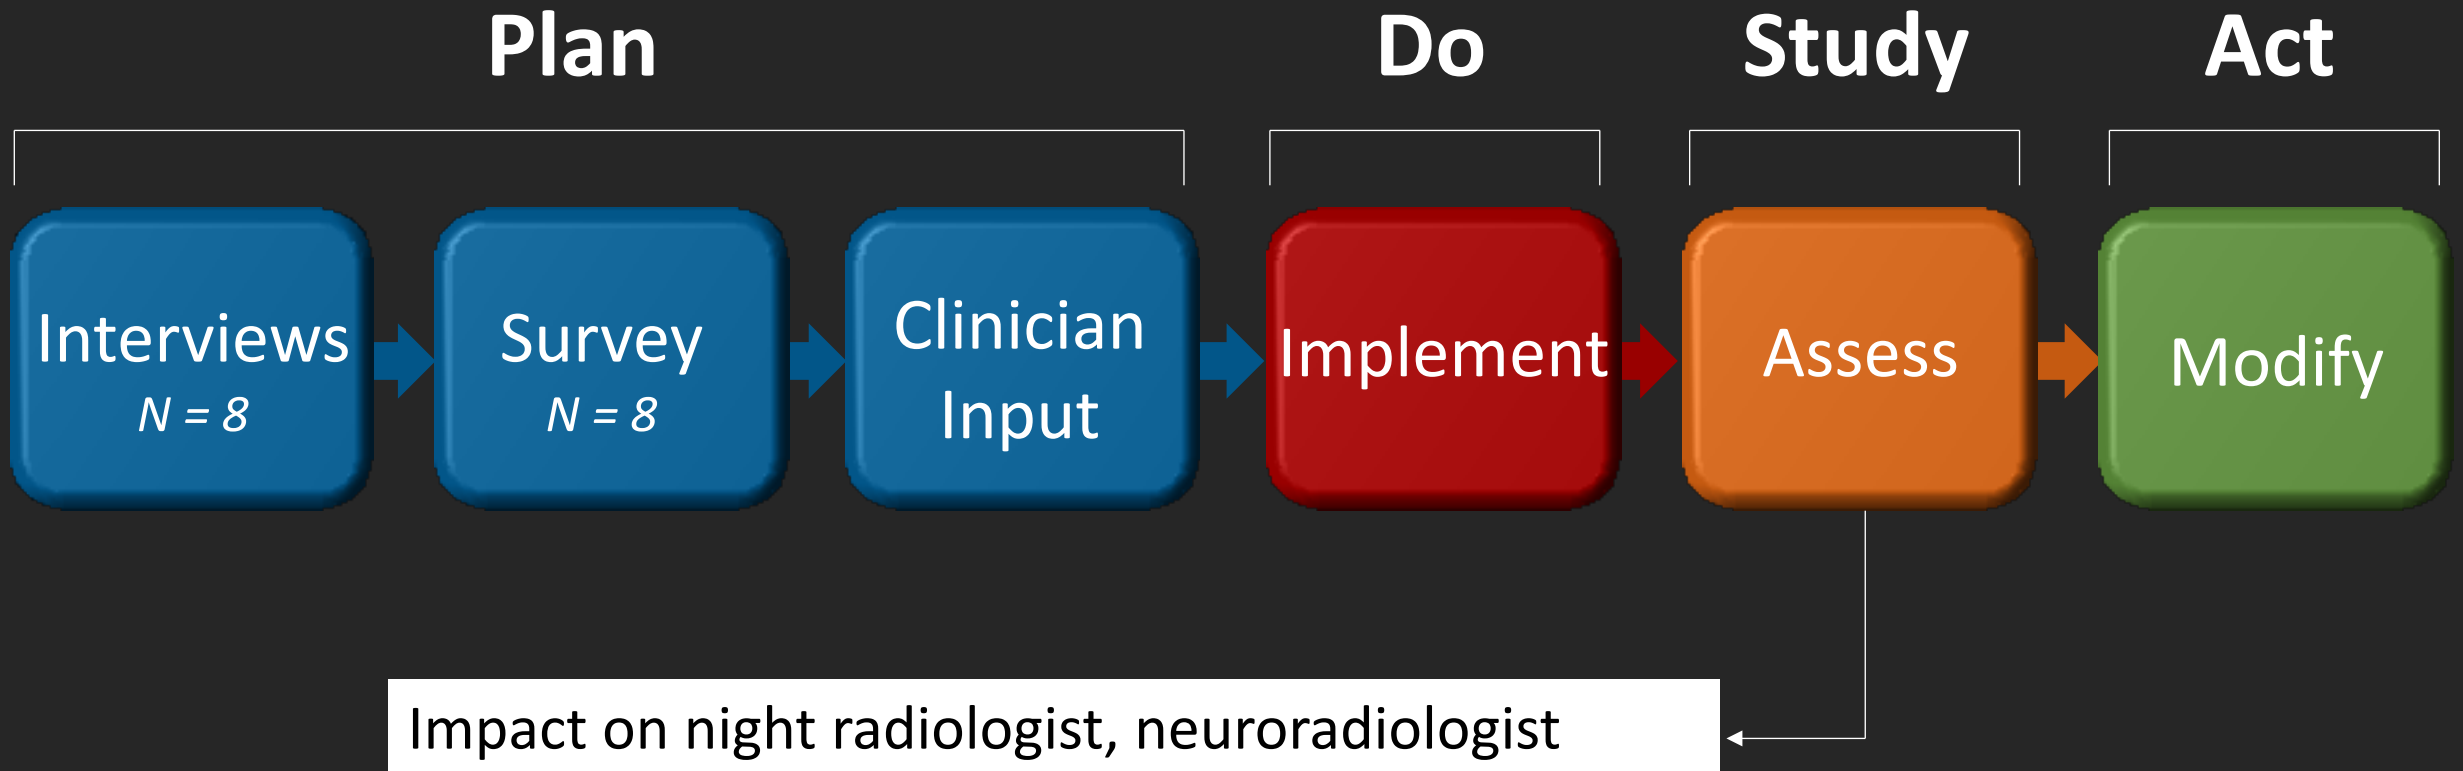 Plan
Do
Study
Act
Interviews
N = 8
Survey
N = 8
Clinician
Input
Implement
Assess
Modify
Impact on night radiologist, neuroradiologist